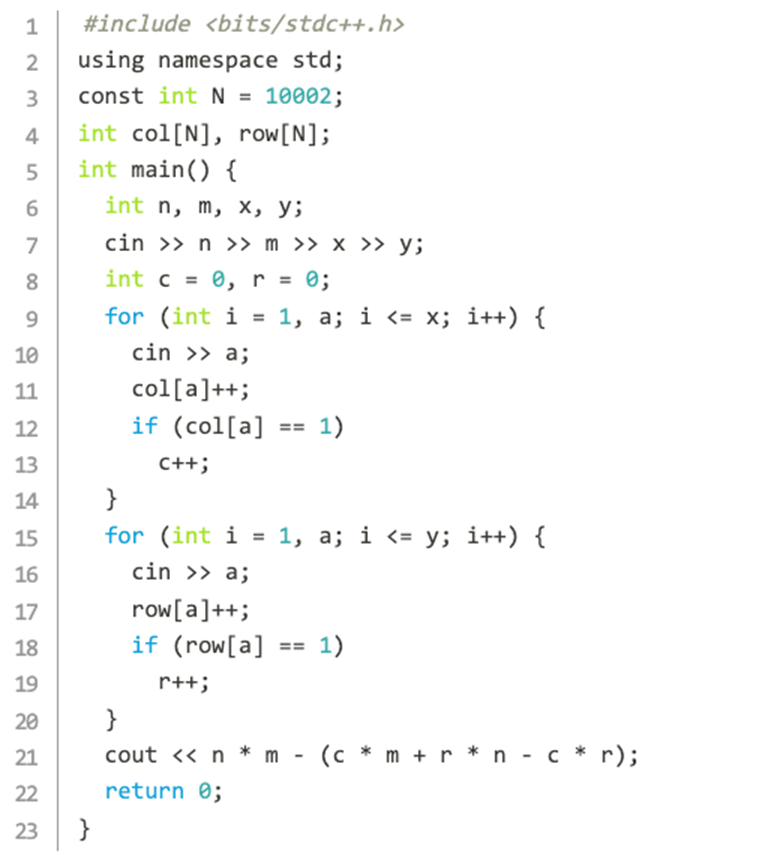 1 #include <bits/stdc++.h>
2 using namespace std;
3 const int N = 10002;
4 int col[N], row[N];
5 int main() {
6   int n, m, x, y;
7   cin >> n >> m >> x >> y;
8   int c = 0, r = 0;
9   for (int i = 1, a; i <= x; i++) {
10     cin >> a;
11     col[a]++;
12     if (col[a] == 1)
13       c++;
14   }
15   for (int i = 1, a; i <= y; i++) {
16     cin >> a;
17     row[a]++;
18     if (row[a] == 1)
19       r++;
20   }
21   cout << n * m - (c * m + r * n - c * r);
22   return 0;
23 }